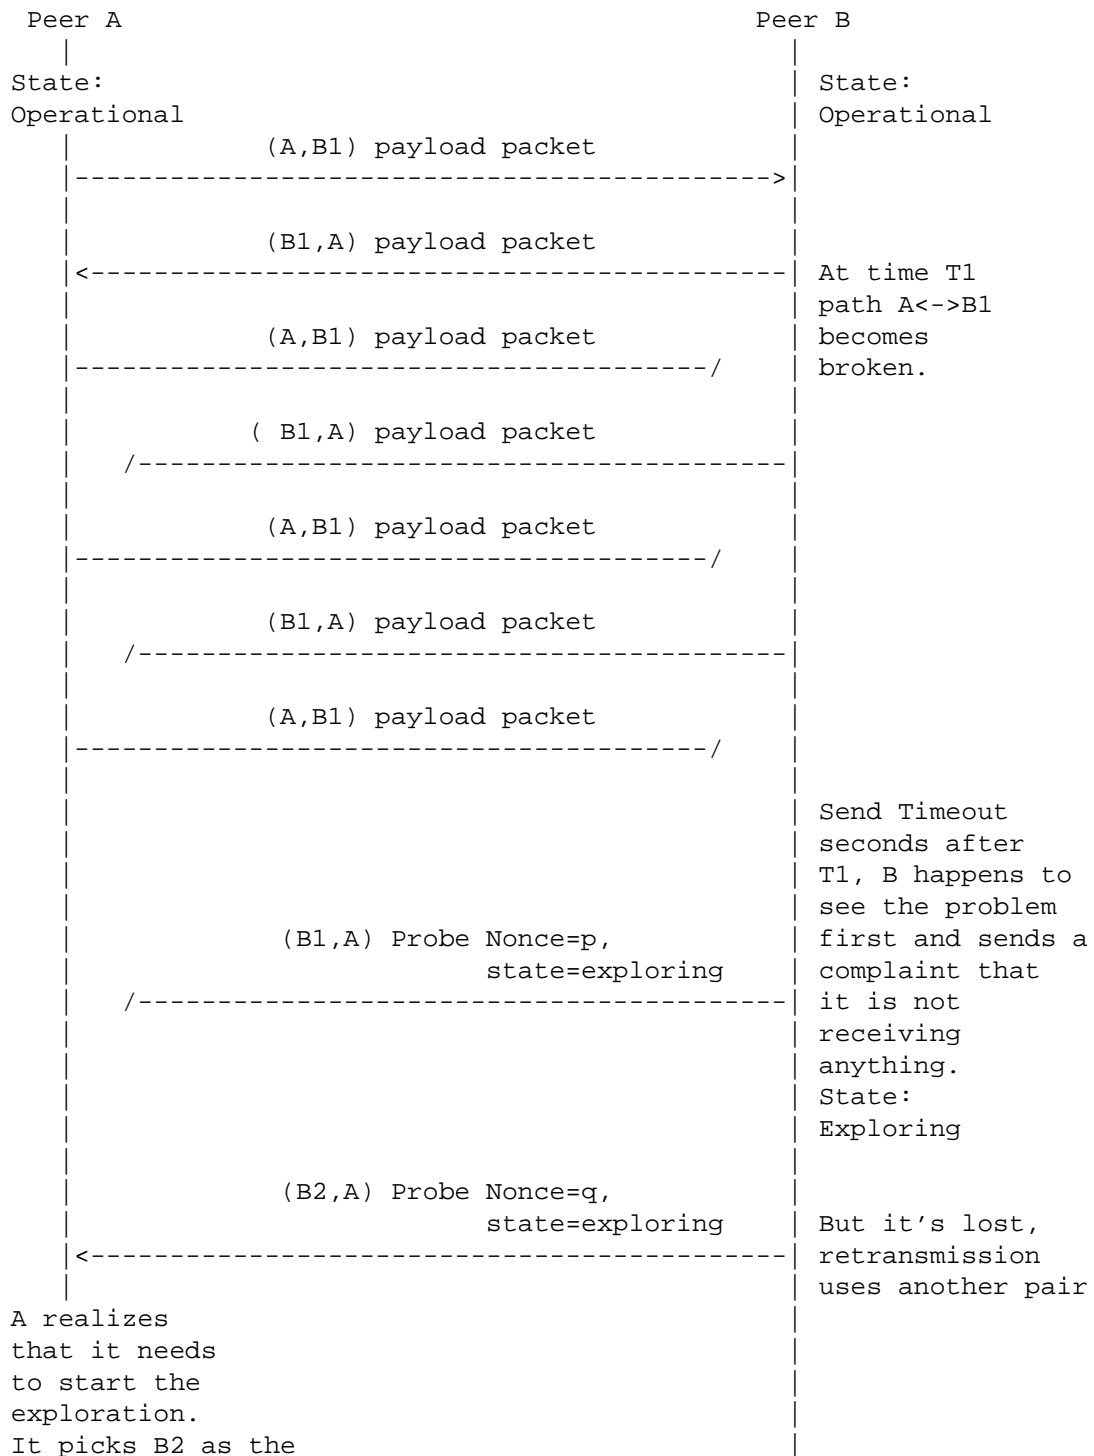 Peer A                                        Peer B
  |                                             |
State:                                          | State:
Operational                                     | Operational
  |            (A,B1) payload packet            |
  |-------------------------------------------->|
  |                                             |
  |            (B1,A) payload packet            |
  |<--------------------------------------------| At time T1
  |                                             | path A<->B1
  |            (A,B1) payload packet            | becomes
  |----------------------------------------/    | broken.
  |                                             |
  |           ( B1,A) payload packet            |
  |   /-----------------------------------------|
  |                                             |
  |            (A,B1) payload packet            |
  |----------------------------------------/    |
  |                                             |
  |            (B1,A) payload packet            |
  |   /-----------------------------------------|
  |                                             |
  |            (A,B1) payload packet            |
  |----------------------------------------/    |
  |                                             |
  |                                             | Send Timeout
  |                                             | seconds after
  |                                             | T1, B happens to
  |                                             | see the problem
  |             (B1,A) Probe Nonce=p,           | first and sends a
  |                          state=exploring    | complaint that
  |   /-----------------------------------------| it is not
  |                                             | receiving
  |                                             | anything.
  |                                             | State:
  |                                             | Exploring
  |                                             |
  |             (B2,A) Probe Nonce=q,           |
  |                          state=exploring    | But it's lost,
  |<--------------------------------------------| retransmission
  |                                             | uses another pair
A realizes                                      |
that it needs                                   |
to start the                                    |
exploration.                                    |
It picks B2 as the                              |